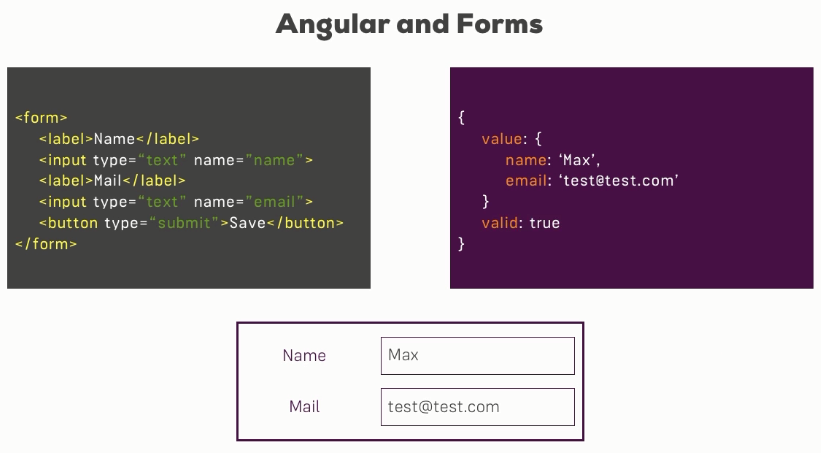 Angular and Forms
<form>
<label>Name</label>
<input type=“text” name=”name”>
<label>Mail</label>
<input type=“text” name=”email”>
<button type=“submit”>Save</button>
</form>
{
value: {
name: ‘Max’,
email: ‘test@test.com’
}
valid: true
}
Name Max
Mail test@test.com